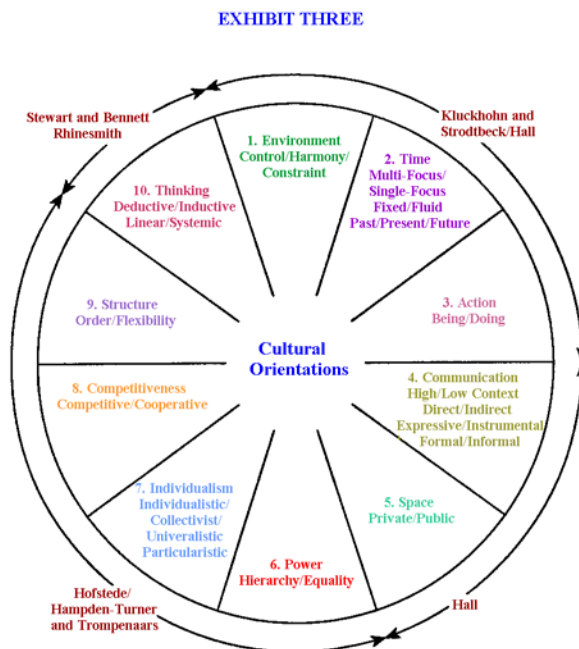 EXHIBIT THREE
Stewart and Bennett
Rhinesmith
Kluckhohn and
Strodtbeck/Hall
1. Environment
Control/Harmony/
Constraint
2. Time
Multi-Focus/
Single-Focus
Fixed/Fluid
Past/Present/Future
10. Thinking
Deductive/Inductive
Linear/Systemic
9. Structure
Order/Flexibility
3. Action
Being/Doing
Cultural
Orientations
8. Competitiveness
Competitive/Cooperative
4. Communication
High/Low Context
Direct/Indirect
Expressive/Instrumental
Formal/Informal
7. Individualism
Individualistic/
Collectivist/
Univeralistic
Particularistic
5. Space
Private/Public
6. Power
Hierarchy/Equality
Hofstede/
Hampden-Turner
and Trompenaars
Hall